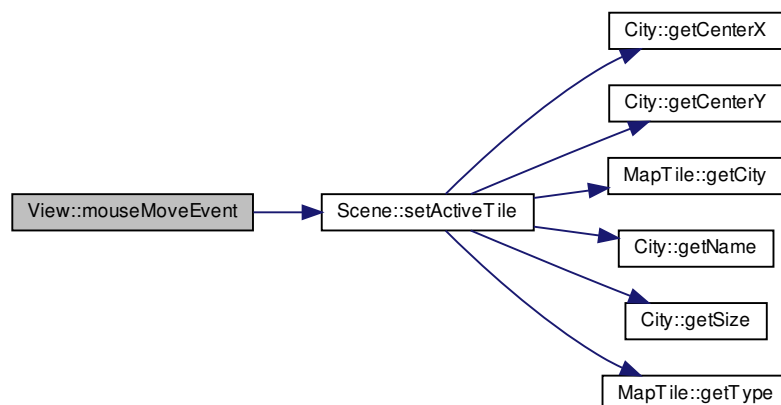 City::getCenterX
City::getCenterY
MapTile::getCity
View::mouseMoveEvent
Scene::setActiveTile
City::getName
City::getSize
MapTile::getType